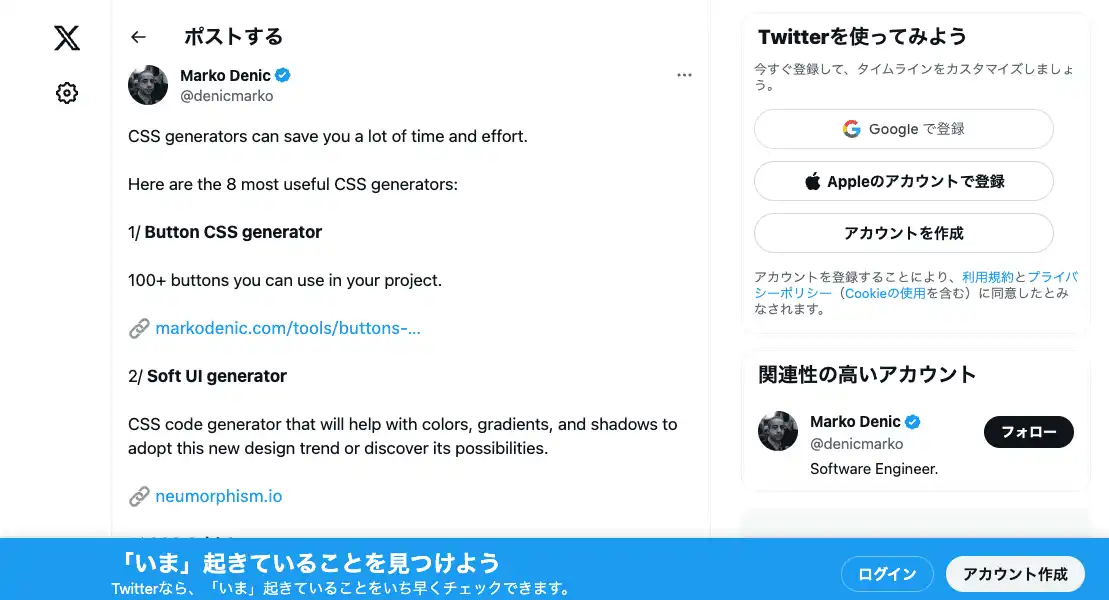 ポストする
Marko Denic
@denicmarko
CSS generators can save you a lot of time and effort.
Here are the 8 most useful CSS generators:
1/ Button CSS generator
100+ buttons you can use in your project.
markodenic.com/tools/buttons-...
2/ Soft UI generator
CSS code generator that will help with colors, gradients, and shadows to
adopt this new design trend or discover its possibilities.
neumorphism.io
Twitterを使ってみよう
今すぐ登録して、タイムラインをカスタマイズしましょ
う。
Google で登録
Appleのアカウントで登録
アカウントを作成
アカウントを登録することにより、利用規約とプライバ
シーポリシー（Cookieの使用を含む）に同意したとみ
なされます。
関連性の高いアカウント
Marko Denic
@denicmarko
フォロー
Software Engineer.
「いま」起きていることを見つけよう
Twitterなら、「いま」起きていることをいち早くチェックできます。
ログイン
アカウント作成